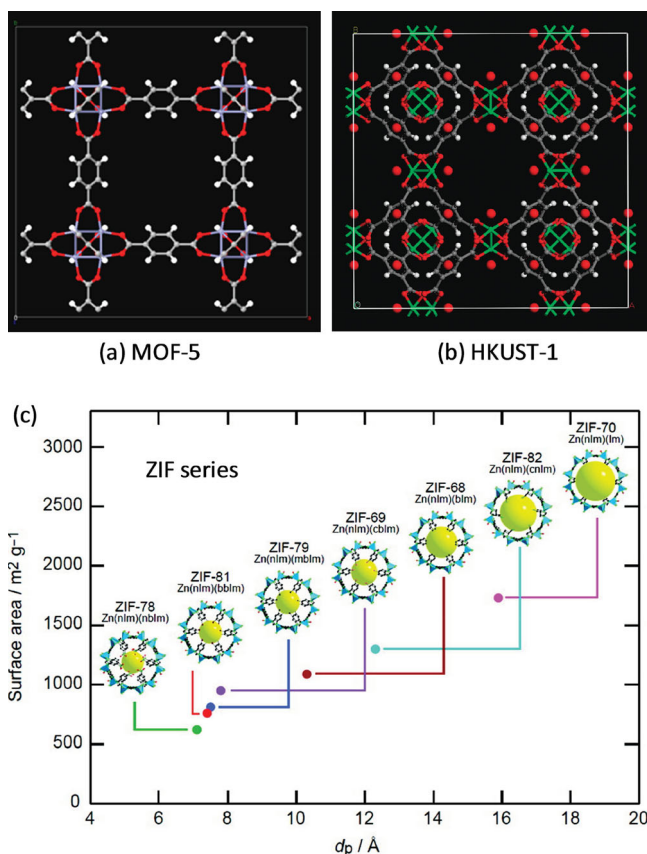 (a) MOF-5
(b) HKUST-1
(c)
ZIF series
ZIF-70
Zn(nIm)(Im)
ZIF-82
Zn(nIm)(cnIm)
ZIF-68
Zn(nIm)(bIm)
ZIF-69
Zn(nIm)(cbIm)
ZIF-79
Zn(nIm)(mbIm)
ZIF-81
Zn(nIm)(bbIm)
ZIF-78
Zn(nIm)(nbIm)
Surface area / m² g⁻¹
3000
2500
2000
1500
1000
500
0
4 6 8 10 12 14 16 18 20
dp / Å